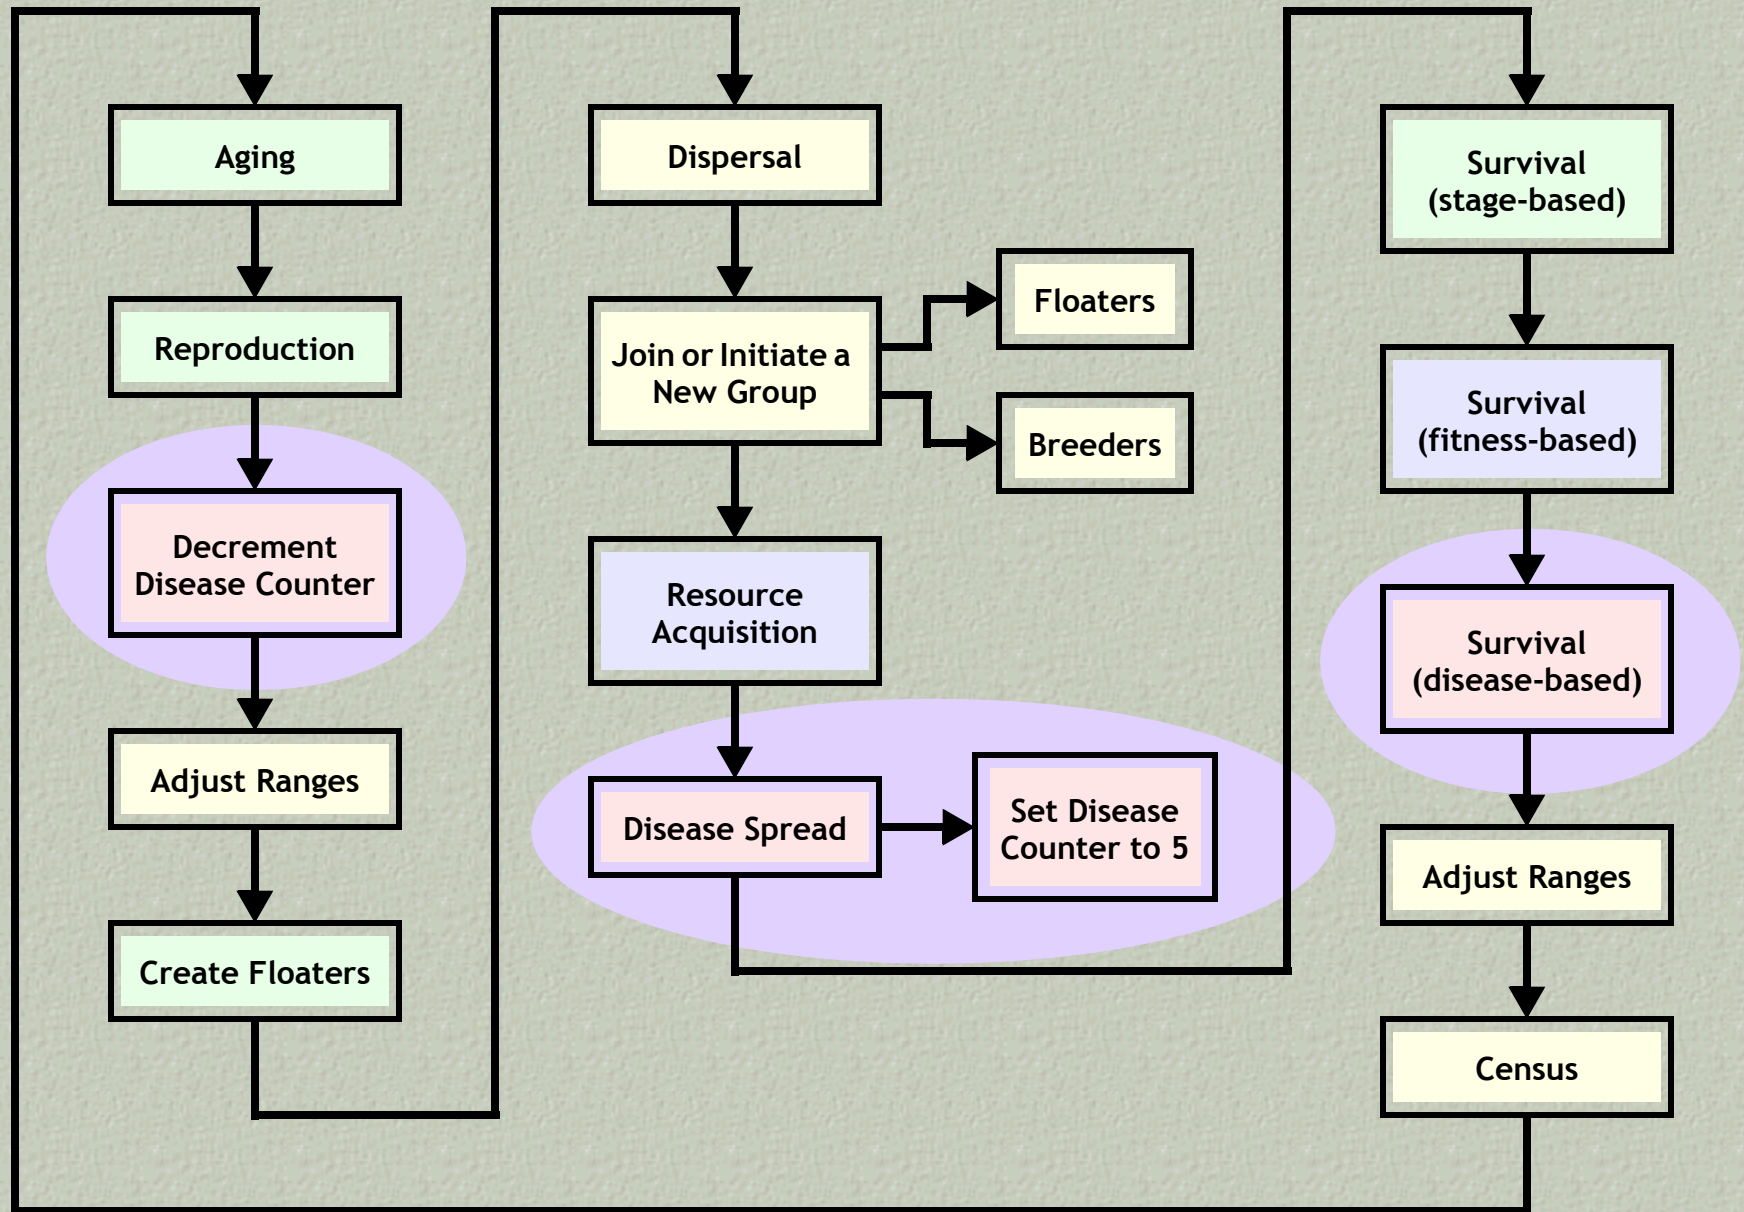 Aging
Reproduction
Decrement
Disease Counter
Adjust Ranges
Create Floaters
Dispersal
Join or Initiate a
New Group
Floaters
Breeders
Resource
Acquisition
Disease Spread
Set Disease
Counter to 5
Survival
(stage-based)
Survival
(fitness-based)
Survival
(disease-based)
Adjust Ranges
Census